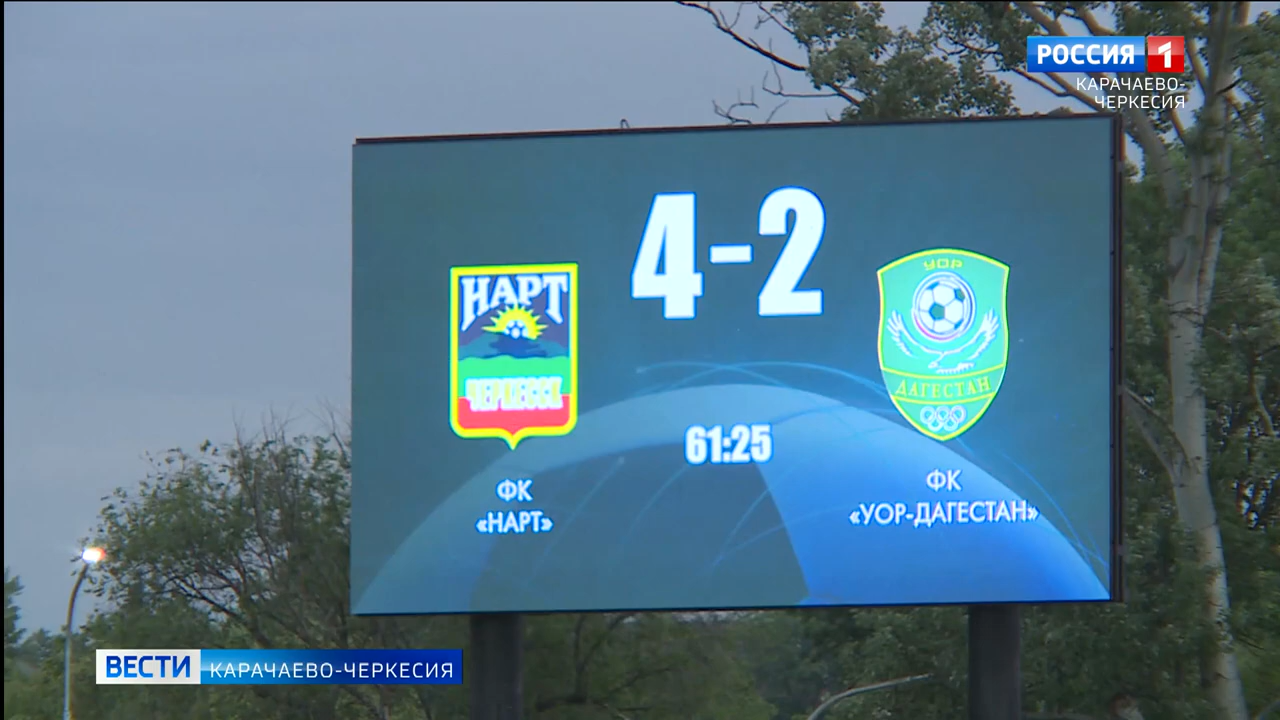 РОССИЯ 1
КАРАЧАЕВО-
ЧЕРКЕСИЯ
4-2
НАРТ
ЧЕРКЕССК
УОР
ДАГЕСТАН
61:25
ФК
«НАРТ»
ФК
«УОР-ДАГЕСТАН»
ВЕСТИ КАРАЧАЕВО-ЧЕРКЕСИЯ